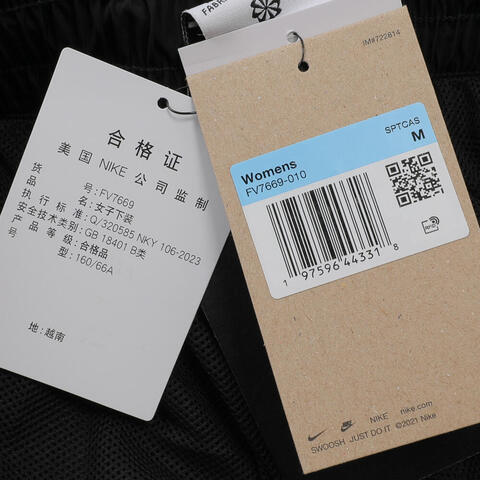 FABRI
IM#722814
合格证
美国 NIKE 公司监制
货号: FV7669
品名: 女子下装
执行标准: Q/320585 NKY 106-2023
安全技术类别: GB 18401 B类
产品等级: 合格品
型: 160/66A
地: 越南
SPTCAS
Womens
M
FV7669-010
1 97596 44331 8
NIKE nike.com
SWOOSH JUST DO IT ©2021 Nike